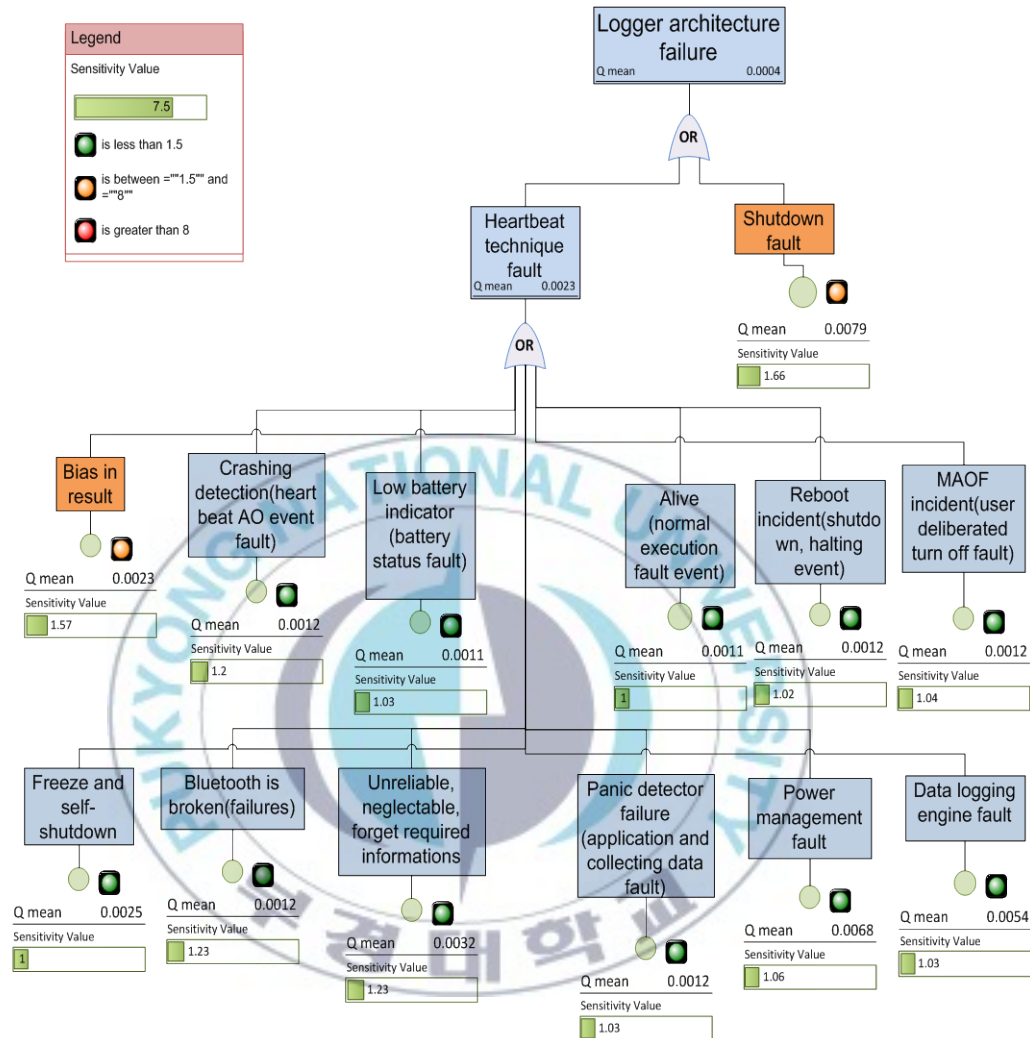 Legend
Sensitivity Value
7.5
is less than 1.5
is between =""1.5"" and
=""8""
is greater than 8
Logger architecture
failure
Q mean 0.0004
OR
Heartbeat
technique
fault
Q mean 0.0023
Shutdown
fault
Q mean 0.0079
Sensitivity Value
1.66
OR
Bias in
result
Q mean 0.0023
Sensitivity Value
1.57
Crashing
detection(heart
beat AO event
fault)
Q mean 0.0012
Sensitivity Value
1.2
Low battery
indicator
(battery
status fault)
Q mean 0.0011
Sensitivity Value
1.03
Alive
(normal
execution
fault event)
Q mean 0.0011
Sensitivity Value
1
Reboot
incident(shutdo
wn, halting
event)
Q mean 0.0012
Sensitivity Value
1.02
MAOF
incident(user
deliberated
turn off fault)
Q mean 0.0012
Sensitivity Value
1.04
Freeze and
self-
shutdown
Q mean 0.0025
Sensitivity Value
1
Bluetooth is
broken(failures)
Q mean 0.0012
Sensitivity Value
1.23
Unreliable,
neglectable,
forget required
informations
Q mean 0.0032
Sensitivity Value
1.23
Panic detector
failure
(application and
collecting data
fault)
Q mean 0.0012
Sensitivity Value
1.03
Power
management
fault
Q mean 0.0068
Sensitivity Value
1.06
Data logging
engine fault
Q mean 0.0054
Sensitivity Value
1.03
PUKYONG NATIONAL UNIVERSITY
부경대학교